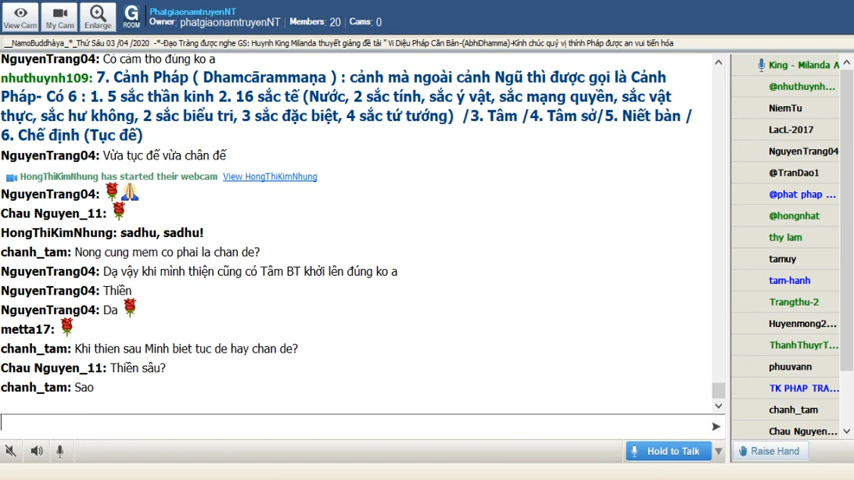 PhatgiaonamtruyenNT
Owner: phatgiaonamtruyenNT | Members: 20 | Cams: 0
View Cam
My Cam
Enlarge
G
ROOM
__NamoBuddhàya_*_Thứ Sáu 03 /04 /2020 -*-Đạo Tràng được nghe GS: Huynh King Milanda thuyết giảng đề tài " Vi Diệu Pháp Căn Bản-(AbhiDhamma)-Kính chúc quý vị thính Pháp được an vui tiến hóa
NguyenTrang04: Có cảm thọ đúng ko a
nhuthuynh109: 7. Cảnh Pháp ( Dhamcārammaṇa ) : cảnh mà ngoài cảnh Ngũ thì được gọi là Cảnh
Pháp- Có 6 : 1. 5 sắc thần kinh 2. 16 sắc tế (Nước, 2 sắc tính, sắc ý vật, sắc mạng quyền, sắc vật
thực, sắc hư không, 2 sắc biểu tri, 3 sắc đặc biệt, 4 sắc tứ tướng) /3. Tâm /4. Tâm sở/5. Niết bàn /
6. Chế định (Tục đế)
NguyenTrang04: Vừa tục đế vừa chân đế
HongThiKimNhung has started their webcam View HongThiKimNhung
NguyenTrang04:
Chau Nguyen_11:
HongThiKimNhung: sadhu, sadhu!
chanh_tam: Nong cung mem co phai la chan de?
NguyenTrang04: Dạ vậy khi mình thiện cũng có Tâm BT khởi lên đúng ko a
NguyenTrang04: Thiền
NguyenTrang04: Da
metta17:
chanh_tam: Khi thien sau Minh biet tuc de hay chan de?
Chau Nguyen_11: Thiền sâu?
chanh_tam: Sao
Hold to Talk
King - Milanda A
@nhuthuynh...
NiemTu
LacL-2017
NguyenTrang04
@TranDao1
@phat phap ...
@hongnhat
thy lam
tamuy
tam-hanh
Trangthu-2
Huyenmong2...
ThanhThuyrT...
phuuvann
TK PHAP TRA...
chanh_tam
Chau Nguyen...
Raise Hand